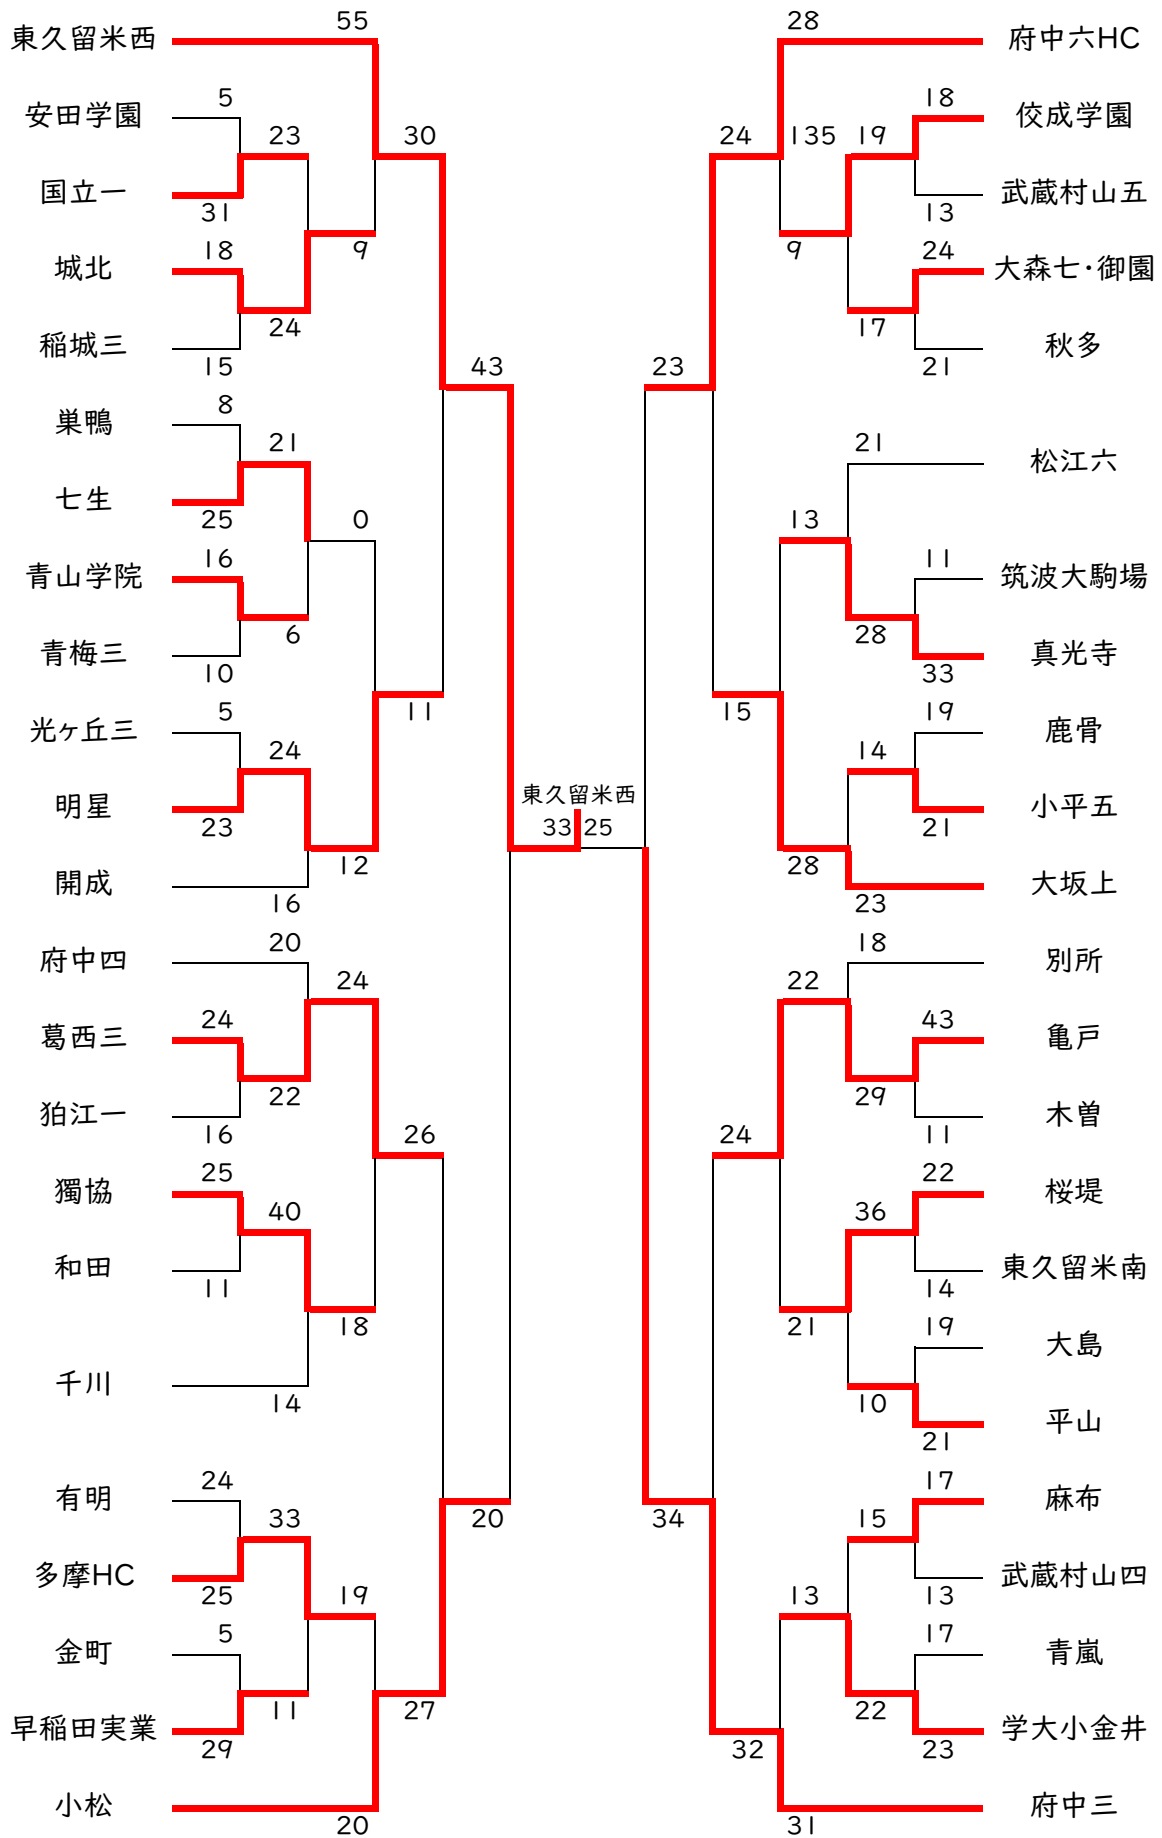 55
28
東久留米西
府中六HC
5
18
安田学園
佼成学園
23
30
24
135
19
国立一
武蔵村山五
31
13
18
9
9
24
城北
大森七・御園
24
17
稲城三
秋多
15
43
23
21
8
巣鴨
21
21
松江六
七生
25
0
13
16
11
青山学院
筑波大駒場
6
28
青梅三
真光寺
10
33
5
11
15
19
光ヶ丘三
鹿骨
24
14
東久留米西
明星
小平五
23
33
25
21
12
28
開成
大坂上
16
23
20
18
府中四
別所
24
22
24
43
葛西三
亀戸
22
29
狛江一
木曽
16
26
24
11
25
22
獨協
桜堤
40
36
和田
東久留米南
11
14
18
21
19
大島
千川
14
10
平山
21
24
17
有明
麻布
33
20
34
15
多摩HC
武蔵村山四
25
19
13
13
5
17
金町
青嵐
11
27
22
早稲田実業
学大小金井
29
32
23
小松
府中三
20
31